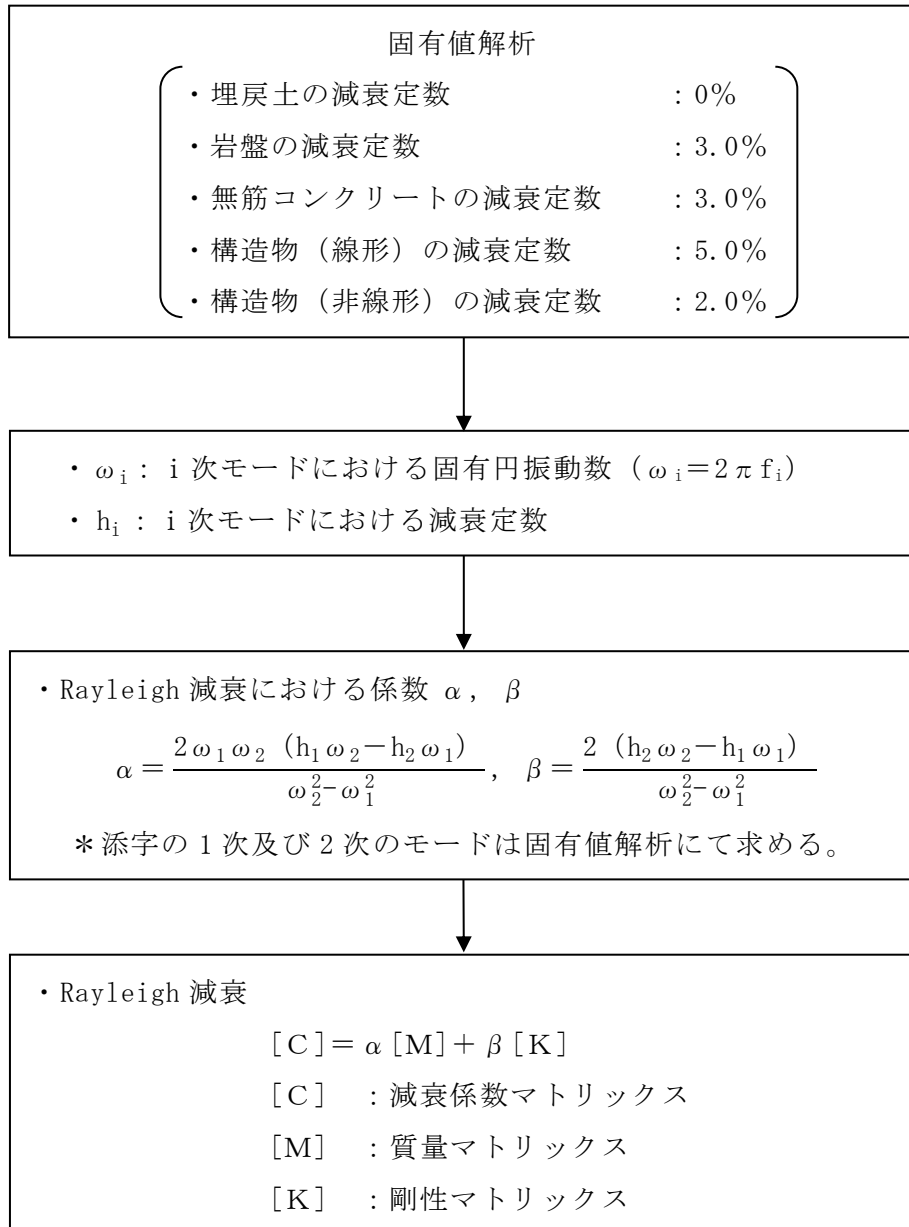 固有値解析
・埋戻土の減衰定数 : 0%
・岩盤の減衰定数 : 3.0%
・無筋コンクリートの減衰定数 : 3.0%
・構造物（線形）の減衰定数 : 5.0%
・構造物（非線形）の減衰定数 : 2.0%
・ωi : i次モードにおける固有円振動数（ωi＝2πfi）
・hi : i次モードにおける減衰定数
・Rayleigh減衰における係数 α, β
α＝2ω1ω2 (h1ω2－h2ω1) / ω2^2－ω1^2, β＝2 (h2ω2－h1ω1) / ω2^2－ω1^2
＊添字の1次及び2次のモードは固有値解析にて求める。
・Rayleigh減衰
[C]＝α[M]＋β[K]
[C] : 減衰係数マトリックス
[M] : 質量マトリックス
[K] : 剛性マトリックス